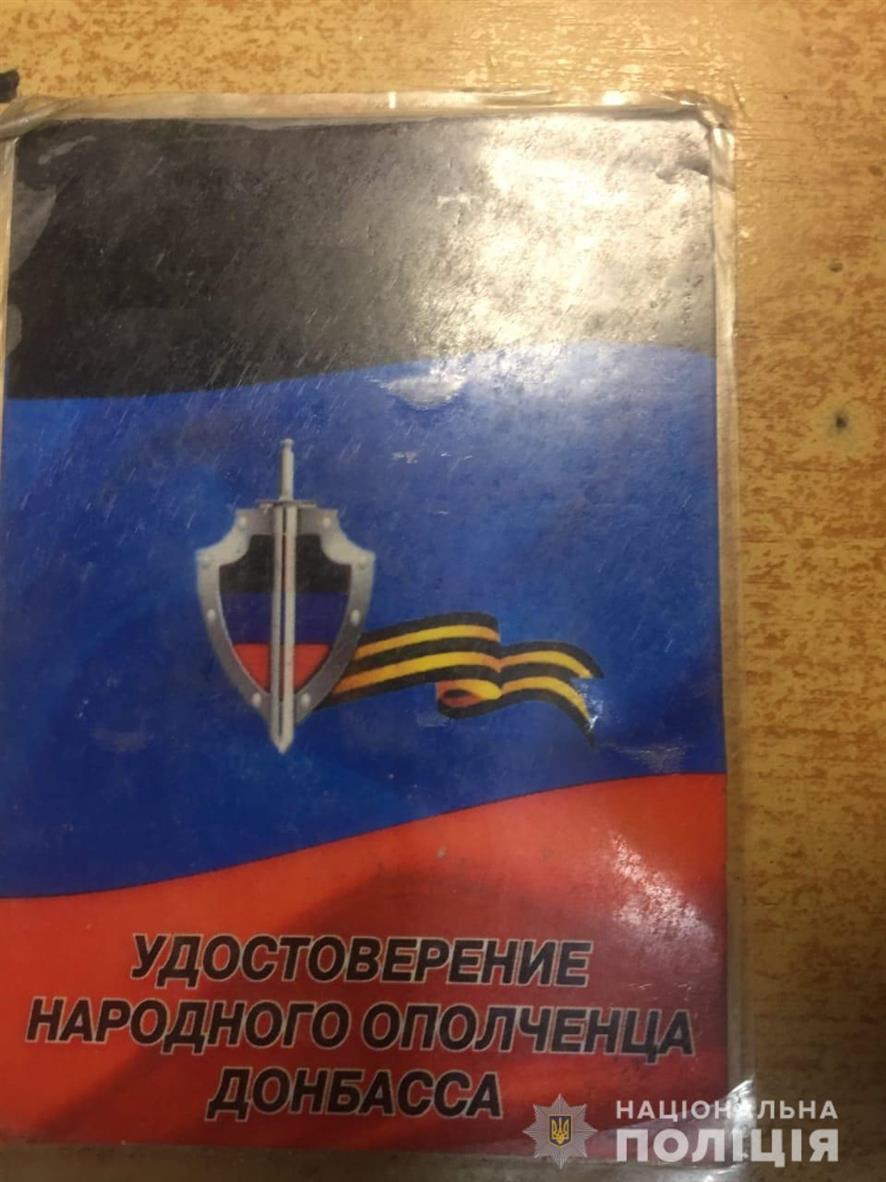 УДОСТОВЕРЕНИЕ
НАРОДНОГО ОПОЛЧЕНЦА
ДОНБАССА
НАЦІОНАЛЬНА
ПОЛІЦІЯ